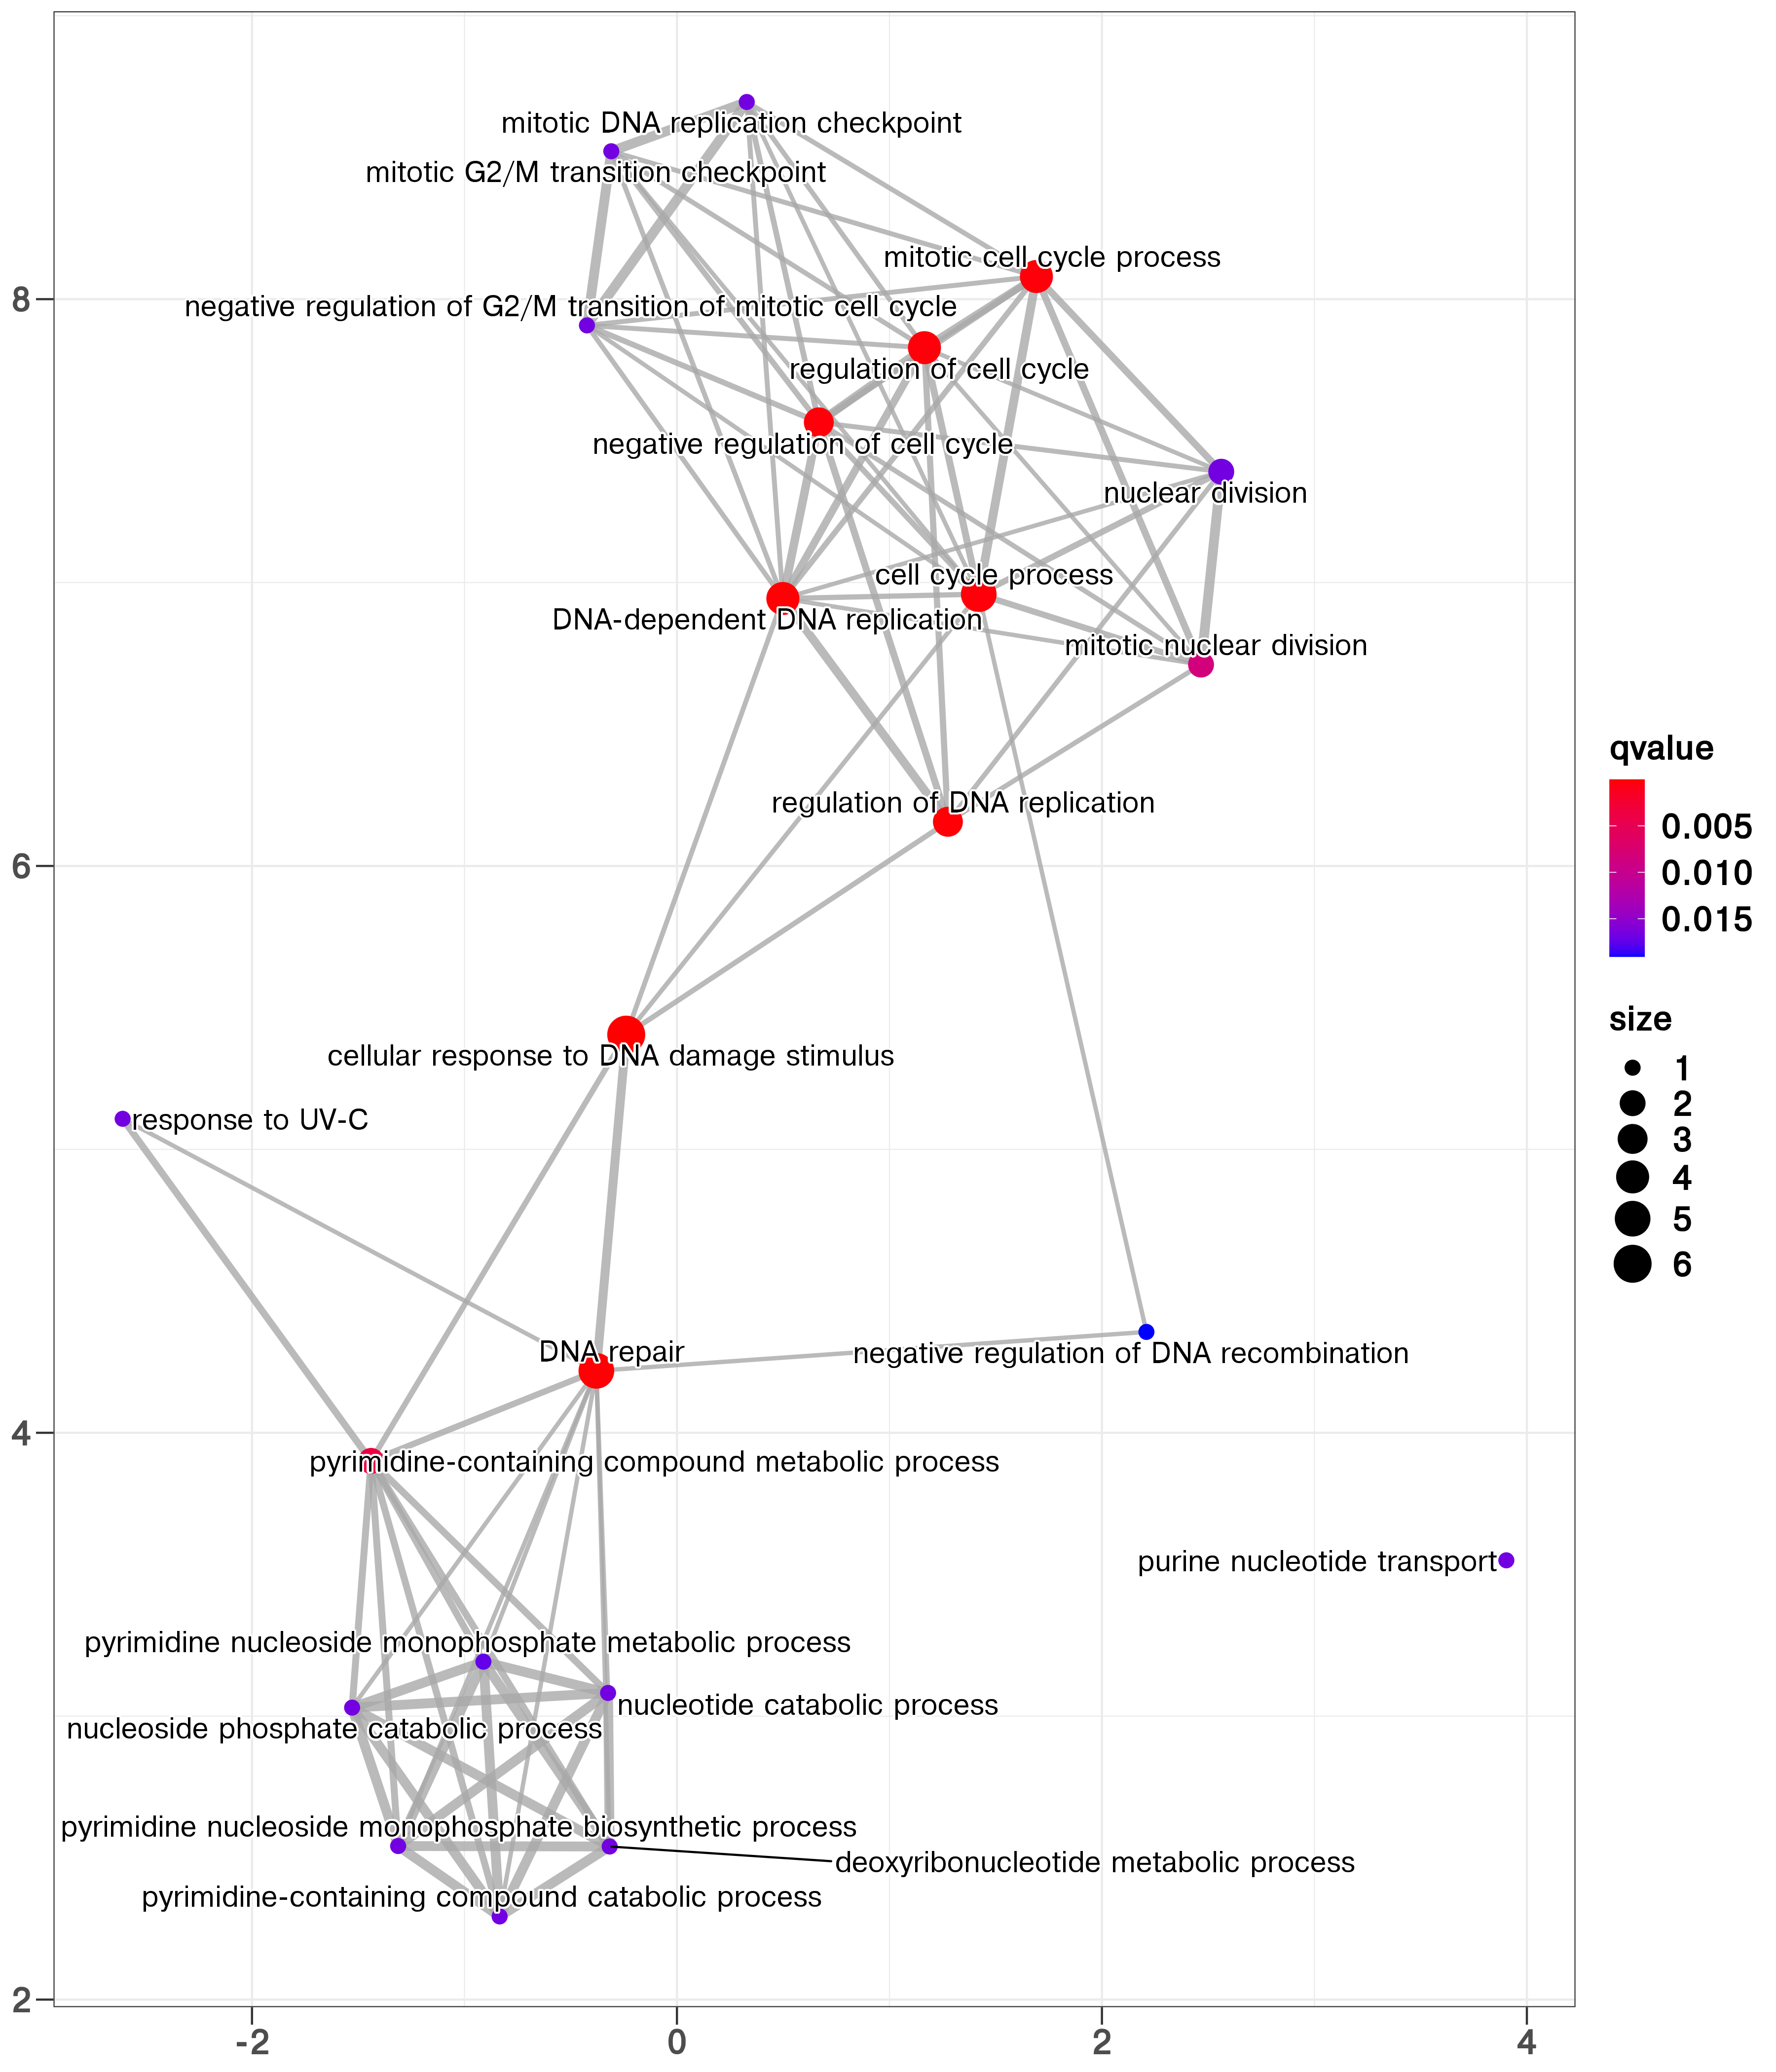 mitotic DNA replication checkpoint
mitotic G2/M transition checkpoint
mitotic cell cycle process
8
negative regulation of G2/M transition of mitotic cell cycle
regulation of cell cycle
negative regulation of cell cycle
nuclear division
cell cycle process
DNA-dependent DNA replication
mitotic nuclear division
regulation of DNA replication
6
cellular response to DNA damage stimulus
response to UV-C
DNA repair
negative regulation of DNA recombination
4
pyrimidine-containing compound metabolic process
purine nucleotide transport
pyrimidine nucleoside monophosphate metabolic process
nucleotide catabolic process
nucleoside phosphate catabolic process
pyrimidine nucleoside monophosphate biosynthetic process
deoxyribonucleotide metabolic process
pyrimidine-containing compound catabolic process
2
-2 0 2 4
qvalue
0.005
0.010
0.015
size
1
2
3
4
5
6